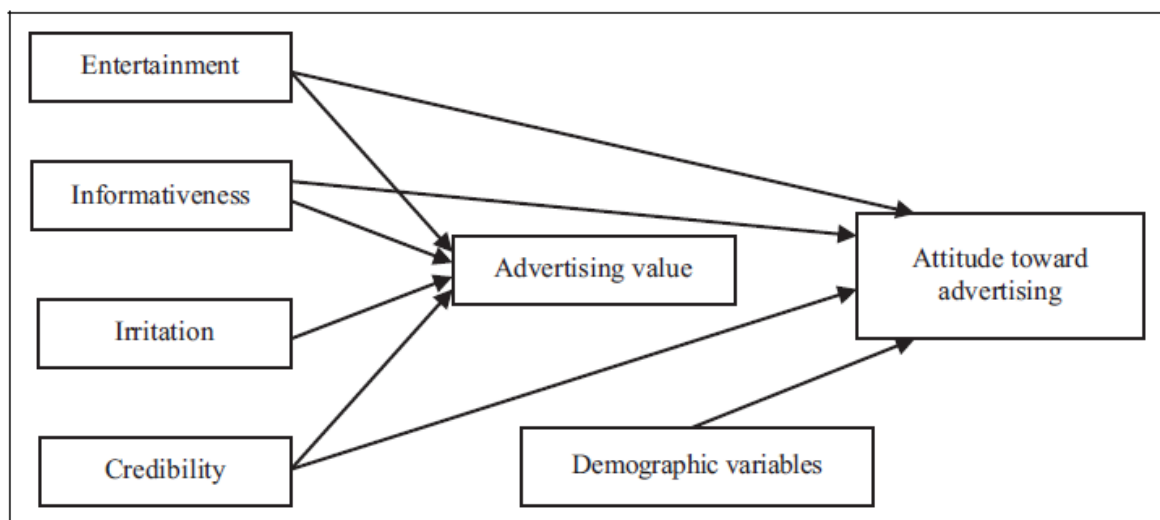 Entertainment
Informativeness
Advertising value
Attitude toward
advertising
Irritation
Credibility
Demographic variables